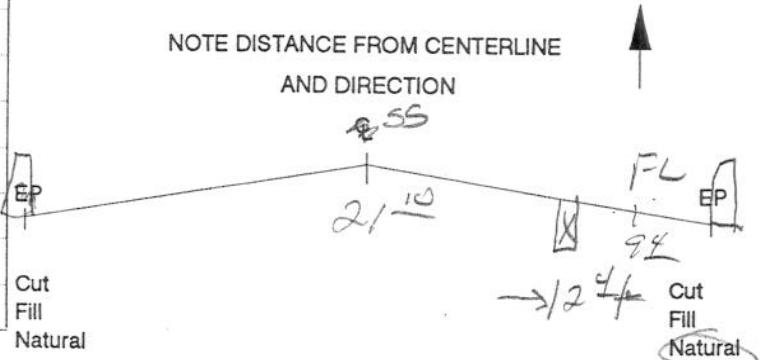 NOTE DISTANCE FROM CENTERLINE
AND DIRECTION
SS
FL
EP
EP
21 10
X
94
Cut
Fill
Natural
Cut
Fill
Natural